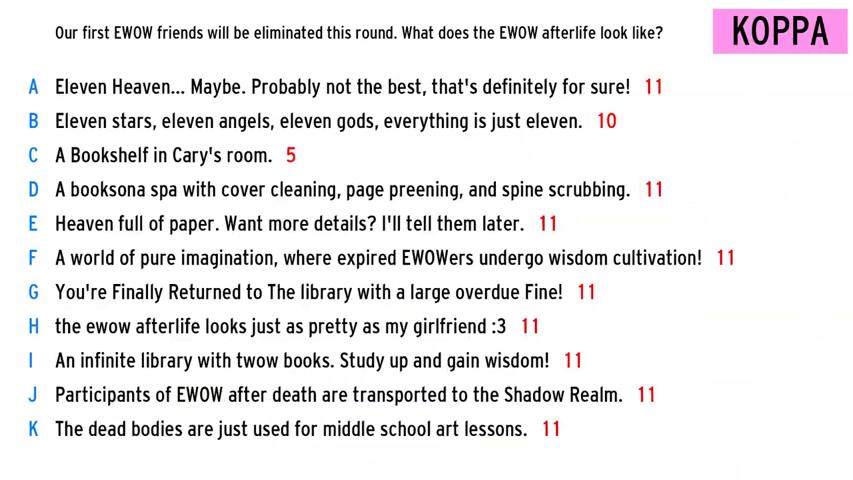 Our first EWOW friends will be eliminated this round. What does the EWOW afterlife look like?
KOPPA
A Eleven Heaven... Maybe. Probably not the best, that's definitely for sure! 11
B Eleven stars, eleven angels, eleven gods, everything is just eleven. 10
C A Bookshelf in Cary's room. 5
D A booksona spa with cover cleaning, page preening, and spine scrubbing. 11
E Heaven full of paper. Want more details? I'll tell them later. 11
F A world of pure imagination, where expired EWOWers undergo wisdom cultivation! 11
G You're Finally Returned to The library with a large overdue Fine! 11
H the ewow afterlife looks just as pretty as my girlfriend :3 11
I An infinite library with twow books. Study up and gain wisdom! 11
J Participants of EWOW after death are transported to the Shadow Realm. 11
K The dead bodies are just used for middle school art lessons. 11